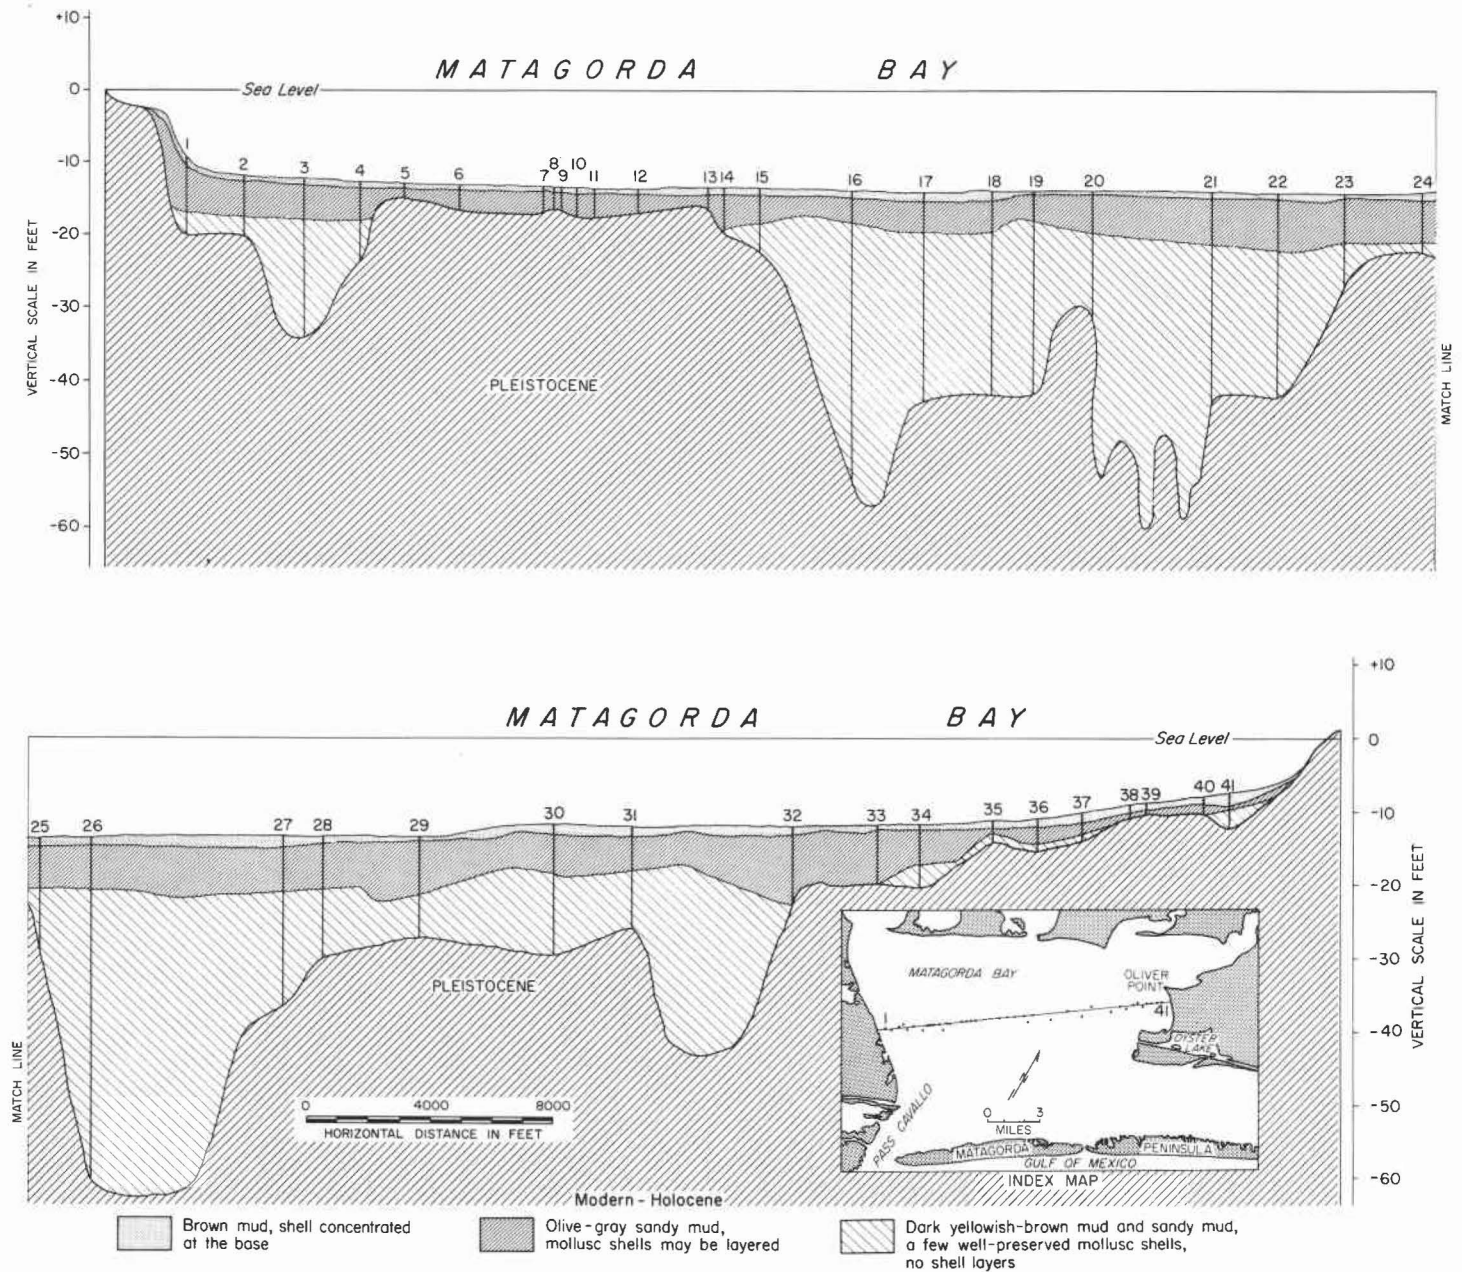 +10
MATAGORDA BAY
0
Sea Level
-10
1 2 3 4 5 6 7 8 9 10 11 12 13 14 15 16 17 18 19 20 21 22 23 24
-20
-30
-40
-50
-60
VERTICAL SCALE IN FEET
PLEISTOCENE
MATCH LINE
+10
MATAGORDA BAY
Sea Level
0
25 26 27 28 29 30 31 32 33 34 35 36 37 38 39 40 41
-10
-20
-30
-40
-50
-60
VERTICAL SCALE IN FEET
MATCH LINE
PLEISTOCENE
0 4000 8000
HORIZONTAL DISTANCE IN FEET
MATAGORDA BAY
OLIVER
POINT
1
41
OYSTER
LAKE
N
0 3
MILES
PASS CAVALLO
MATAGORDA PENINSULA
GULF OF MEXICO
INDEX MAP
Modern-Holocene
Brown mud, shell concentrated
at the base
Olive-gray sandy mud,
mollusc shells may be layered
Dark yellowish-brown mud and sandy mud,
a few well-preserved mollusc shells,
no shell layers